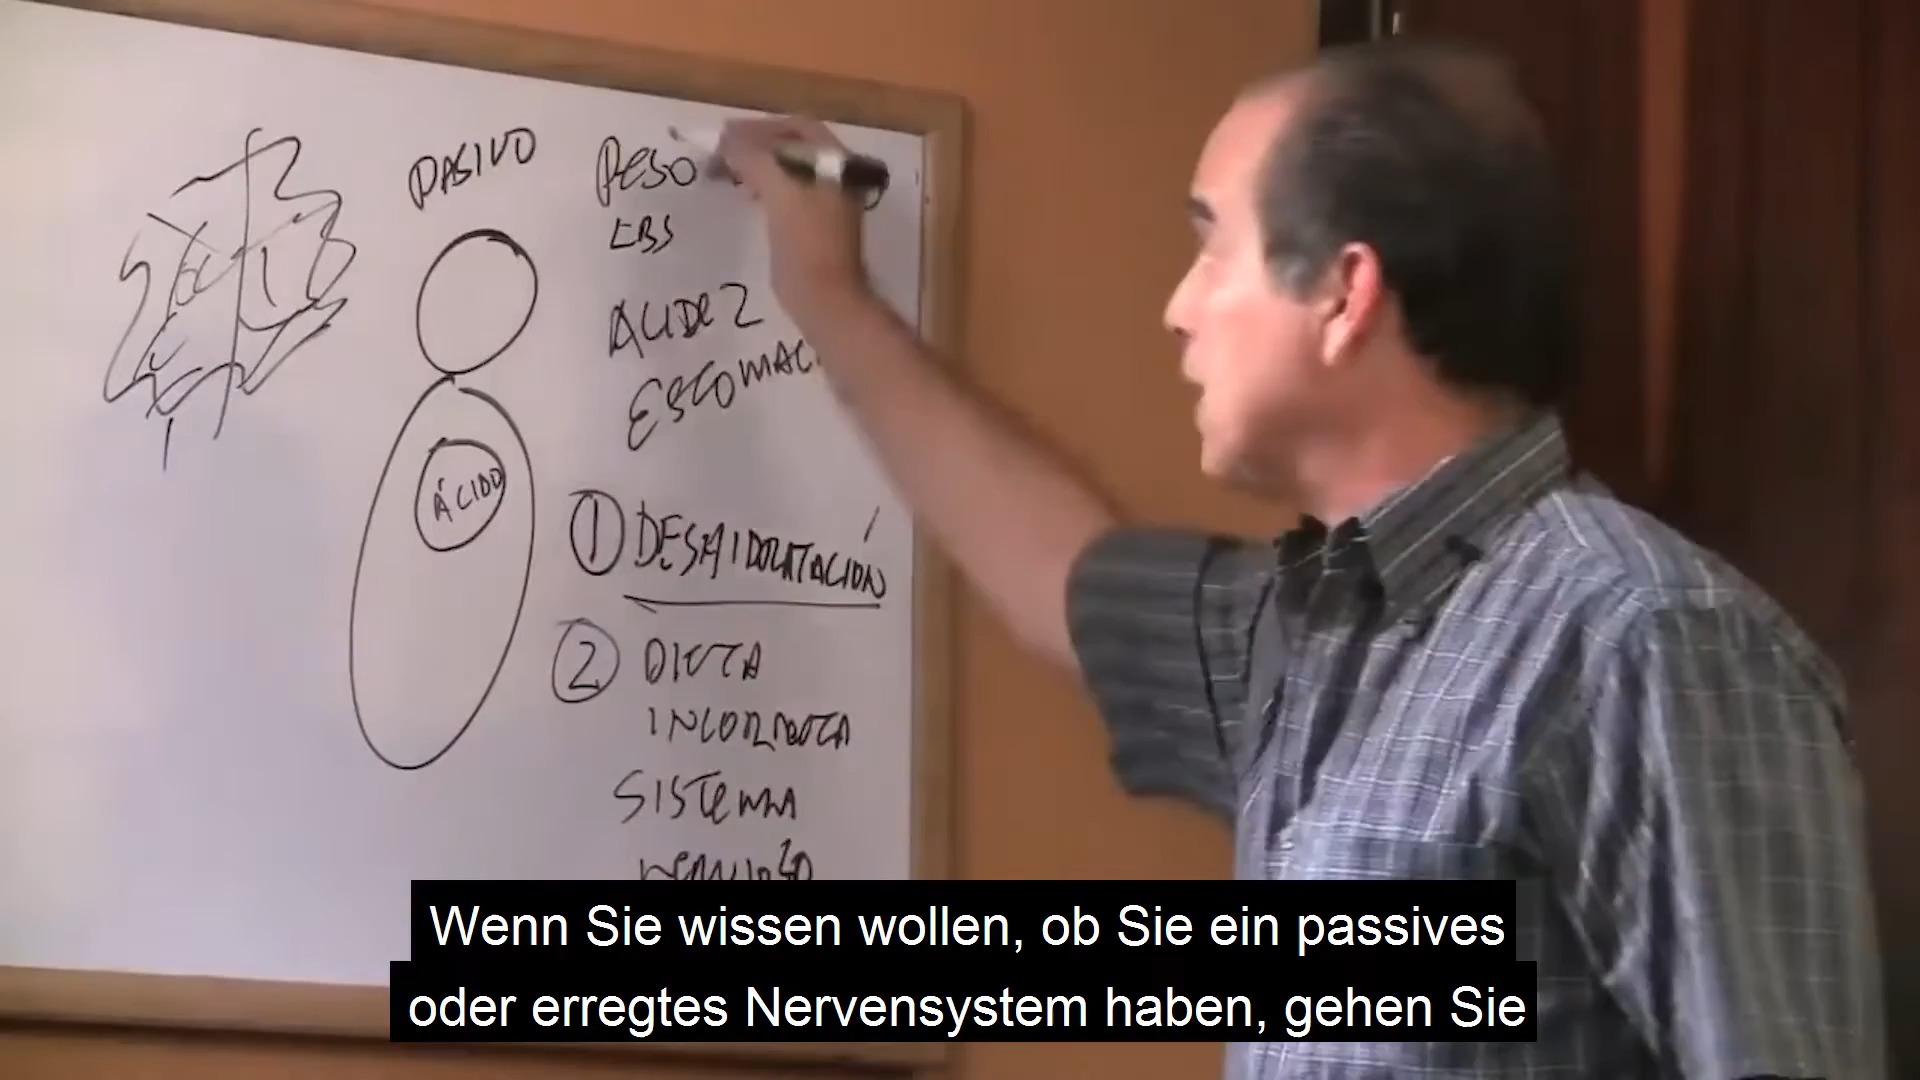 PASIVO
PESO
LBS
ACIDEZ
ESTOMAC
ÁCIDO
1 DESHIDRATACIÓN
2 DIETA
INCORRECTA
SISTEMA
NERVIOSO
Wenn Sie wissen wollen, ob Sie ein passives
oder erregtes Nervensystem haben, gehen Sie